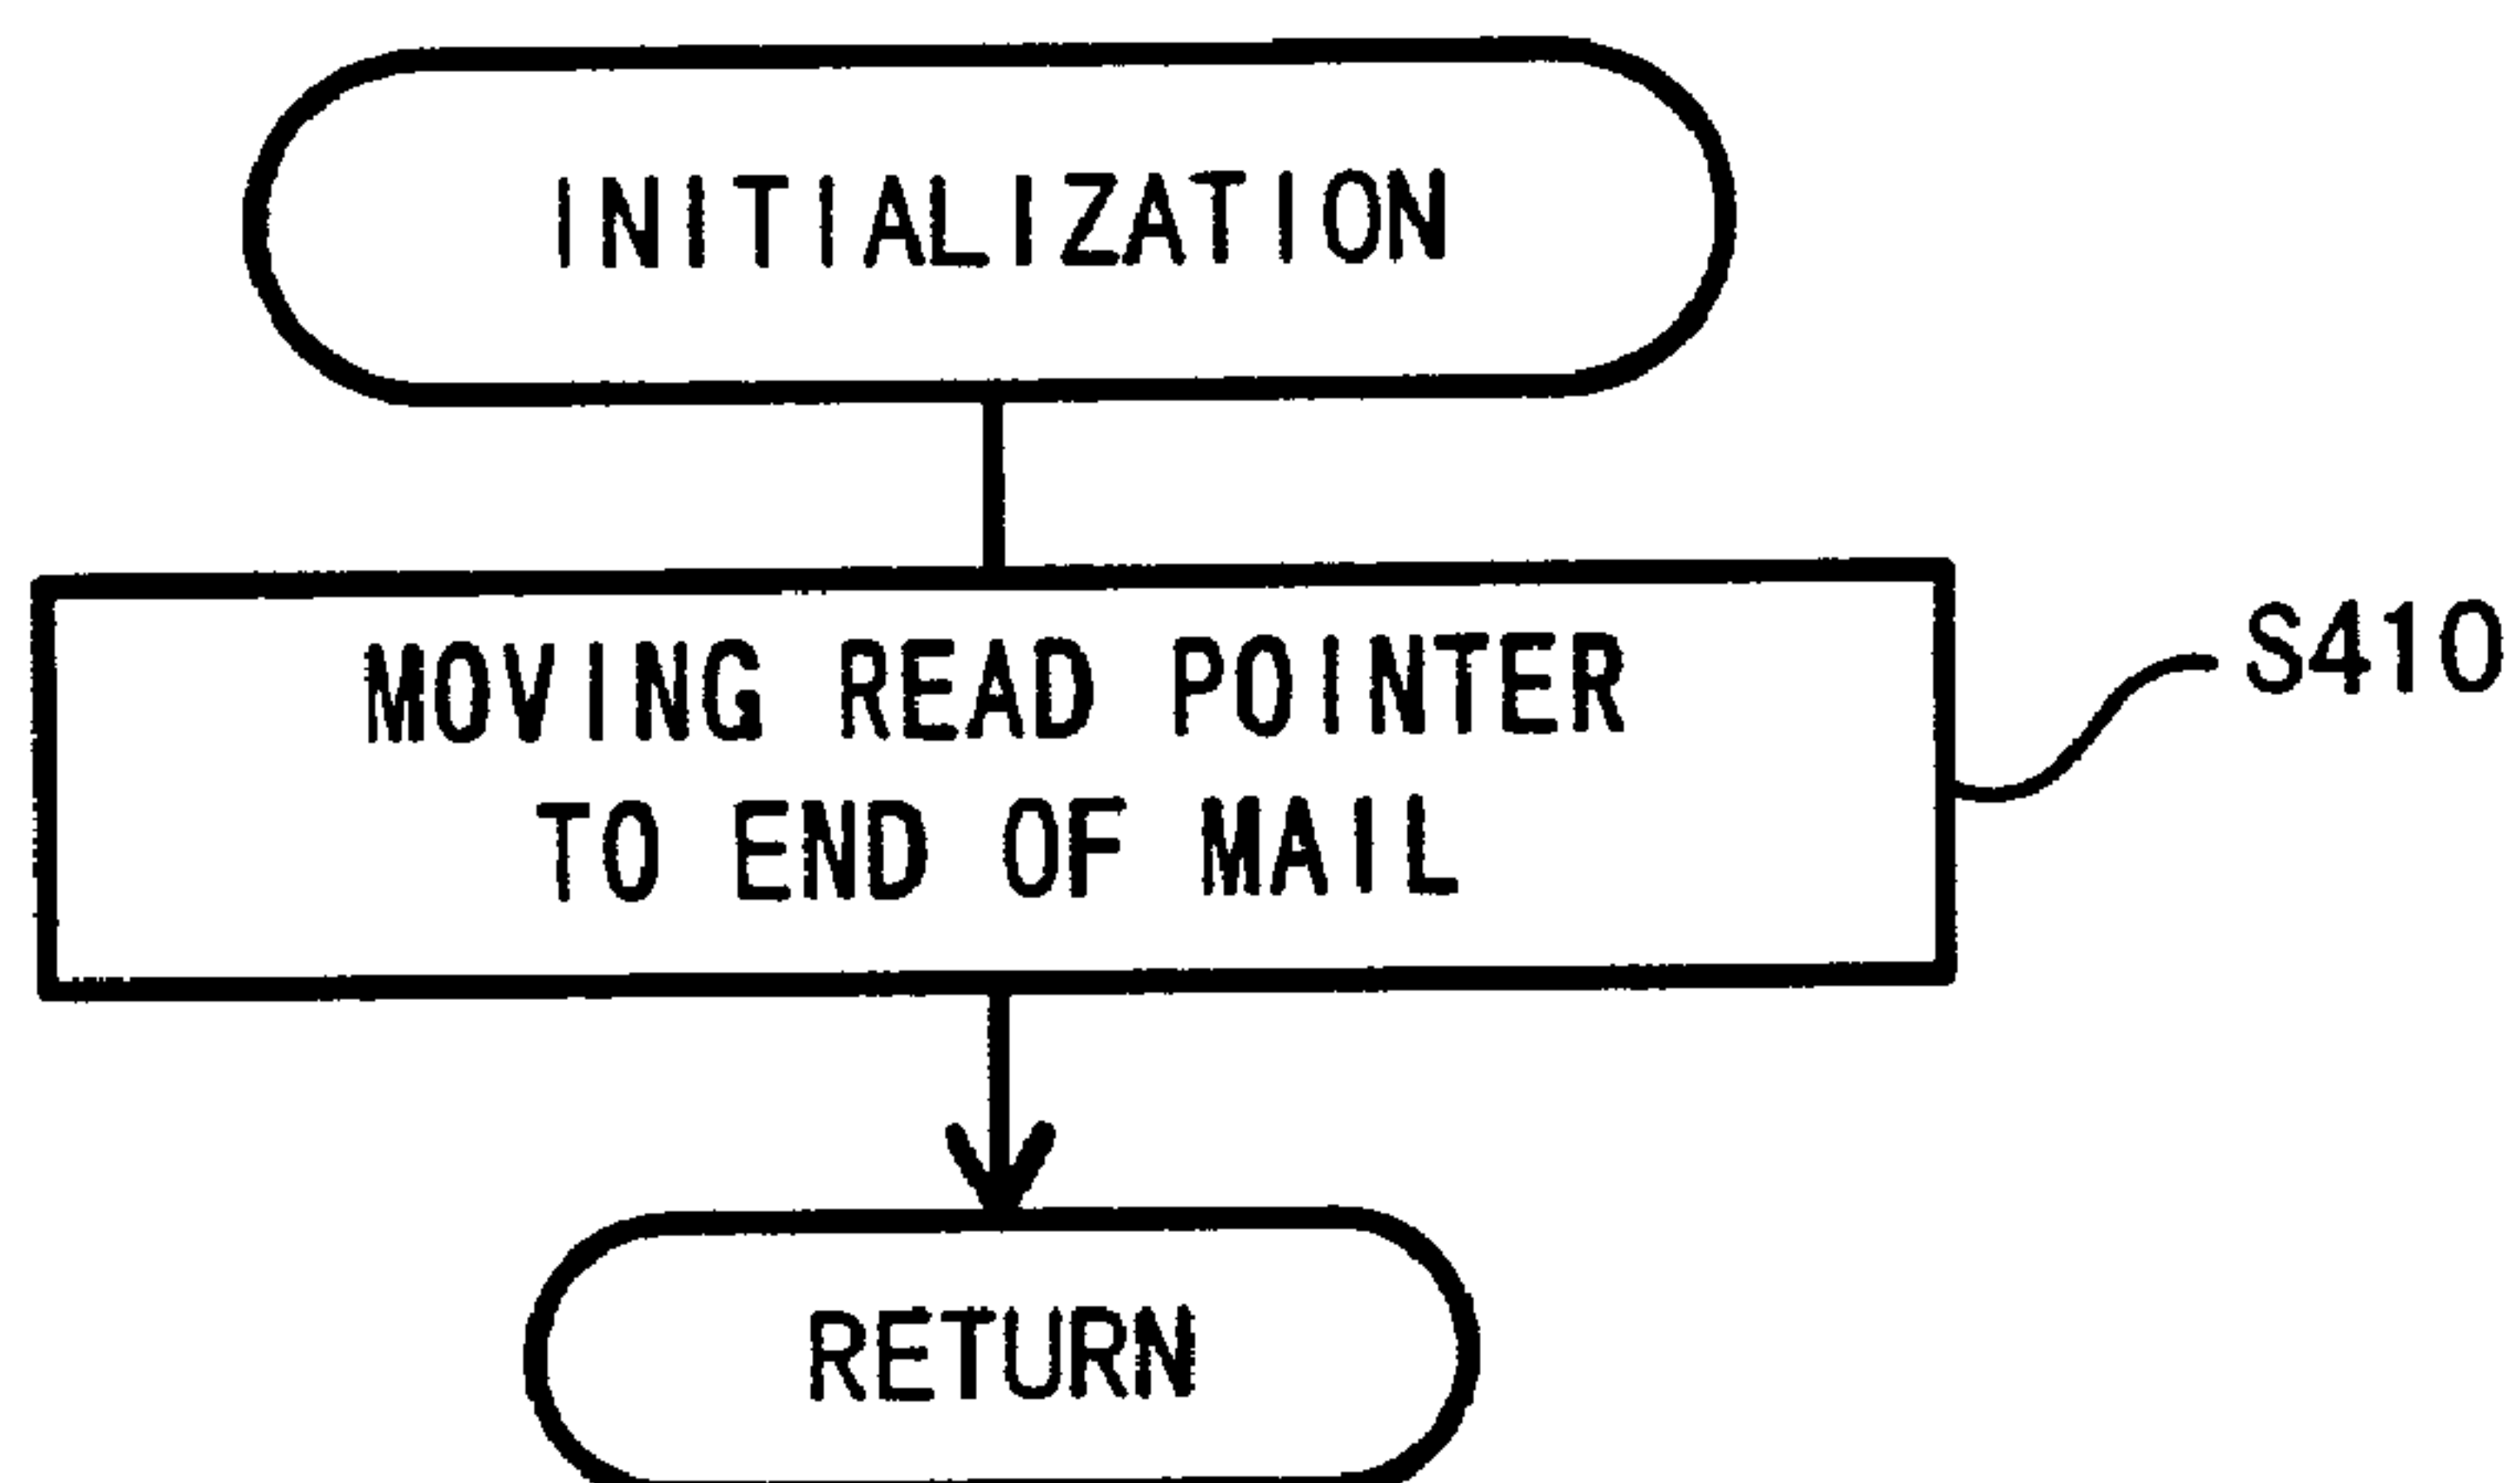 INITIALIZATION
MOVING READ POINTER
TO END OF MAIL
S410
RETURN